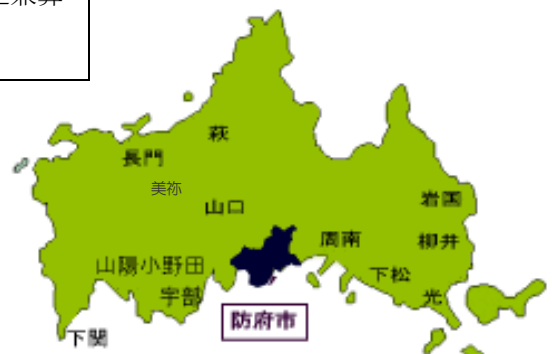 萩
長門
美祢
山口
岩国
周南
柳井
山陽小野田
下松
宇部
光
防府市
下関